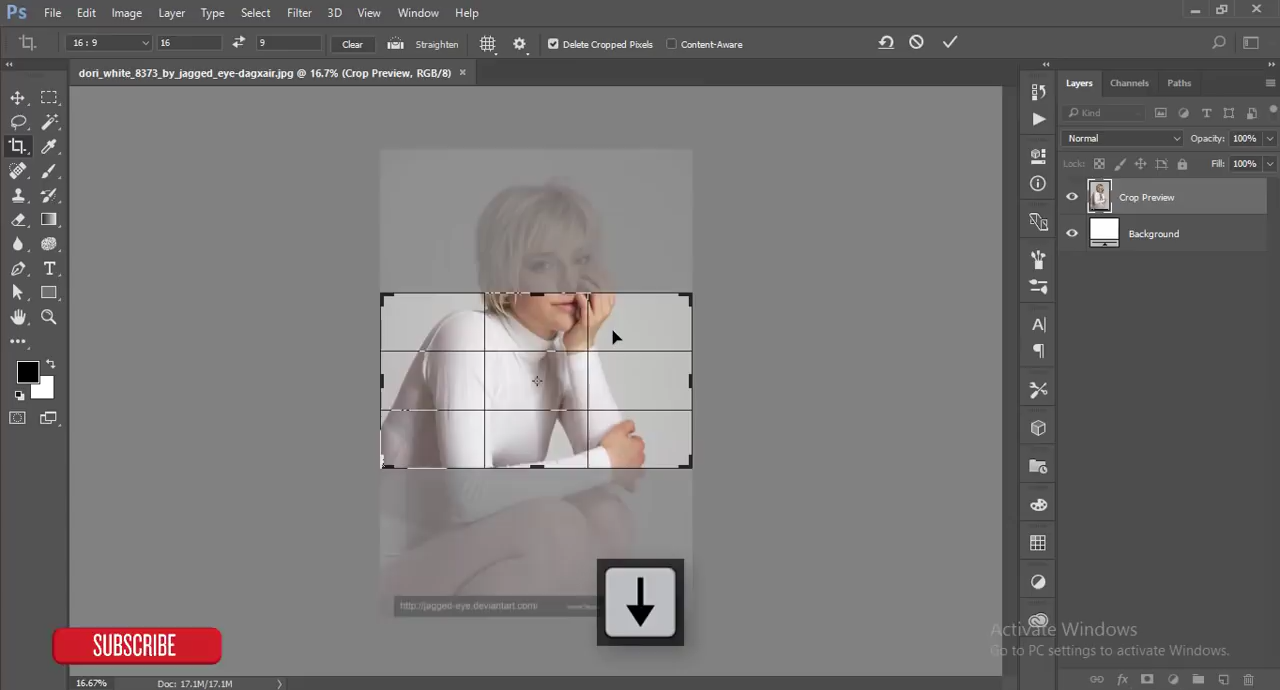 Ps File Edit Image Layer Type Select Filter 3D View Window Help
16 : 9 16 9 Clear Straighten Delete Cropped Pixels Content-Aware
dori_white_8373_by_jagged_eye-dagxair.jpg @ 16.7% (Crop Preview, RGB/8) ×
Layers Channels Paths
Kind
Normal Opacity: 100%
Lock: Fill: 100%
Crop Preview
Background
http://jagged-eye.deviantart.com/
SUBSCRIBE
Activate Windows
Go to PC settings to activate Windows.
16.67% Doc: 17.1M/17.1M